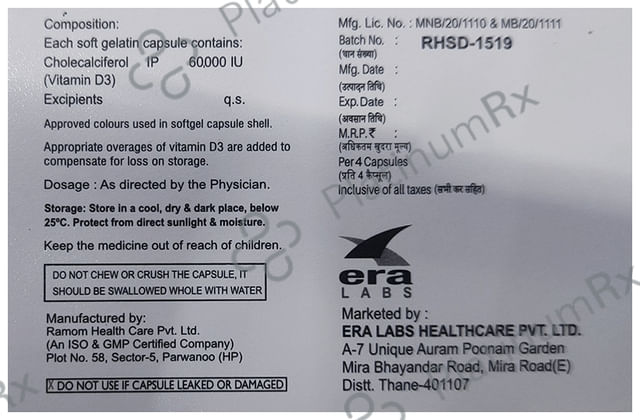 Composition:
Each soft gelatin capsule contains:
Cholecalciferol IP 60,000 IU
(Vitamin D3)
Excipients q.s.
Approved colours used in softgel capsule shell.
Appropriate overages of vitamin D3 are added to
compensate for loss on storage.
Dosage : As directed by the Physician.
Storage: Store in a cool, dry & dark place, below
25ºC. Protect from direct sunlight & moisture.
Keep the medicine out of reach of children.
DO NOT CHEW OR CRUSH THE CAPSULE, IT
SHOULD BE SWALLOWED WHOLE WITH WATER
Manufactured by:
Ramom Health Care Pvt. Ltd.
(An ISO & GMP Certified Company)
Plot No. 58, Sector-5, Parwanoo (HP)
X DO NOT USE IF CAPSULE LEAKED OR DAMAGED
Mfg. Lic. No. : MNB/20/1110 & MB/20/1111
Batch No. : RHSD-1519
(घान संख्या)
Mfg. Date :
(उत्पादन तिथि)
Exp. Date :
(अवसान तिथि)
M.R.P.₹ :
(अधिकतम खुदरा मूल्य)
Per 4 Capsules
(प्रति 4 कैप्सूल)
Inclusive of all taxes (सभी कर सहित)
era
LABS
Marketed by :
ERA LABS HEALTHCARE PVT. LTD.
A-7 Unique Auram Poonam Garden
Mira Bhayandar Road, Mira Road(E)
Distt. Thane-401107
PlatinumRx
PlatinumRx